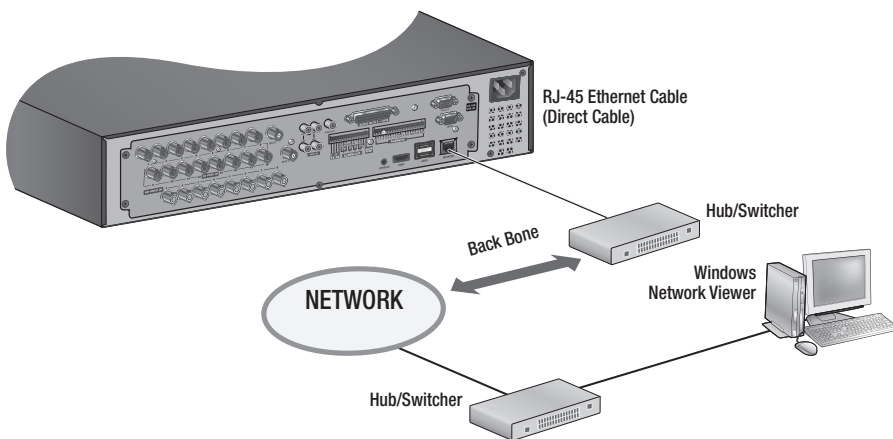 RJ-45 Ethernet Cable
(Direct Cable)
Hub/Switcher
Back Bone
Windows
Network Viewer
NETWORK
Hub/Switcher